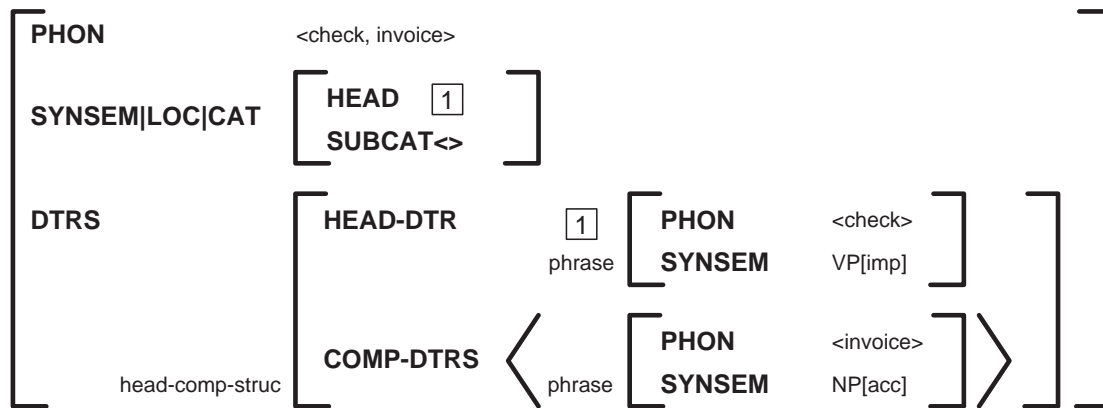 PHON <check, invoice>
SYNSEM|LOC|CAT HEAD 1
SUBCAT<>
DTRS HEAD-DTR 1 PHON <check>
phrase SYNSEM VP[imp]
COMP-DTRS PHON <invoice>
head-comp-struc phrase SYNSEM NP[acc]